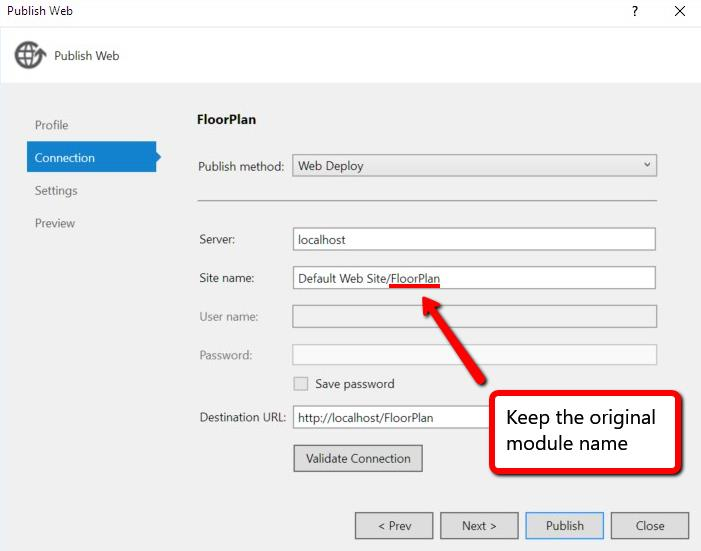 Publish Web
?
Publish Web
Profile
Connection
Settings
Preview
FloorPlan
Publish method: Web Deploy
Server: localhost
Site name: Default Web Site/FloorPlan
User name:
Password:
Save password
Destination URL: http://localhost/FloorPlan
Validate Connection
Keep the original
module name
< Prev Next > Publish Close